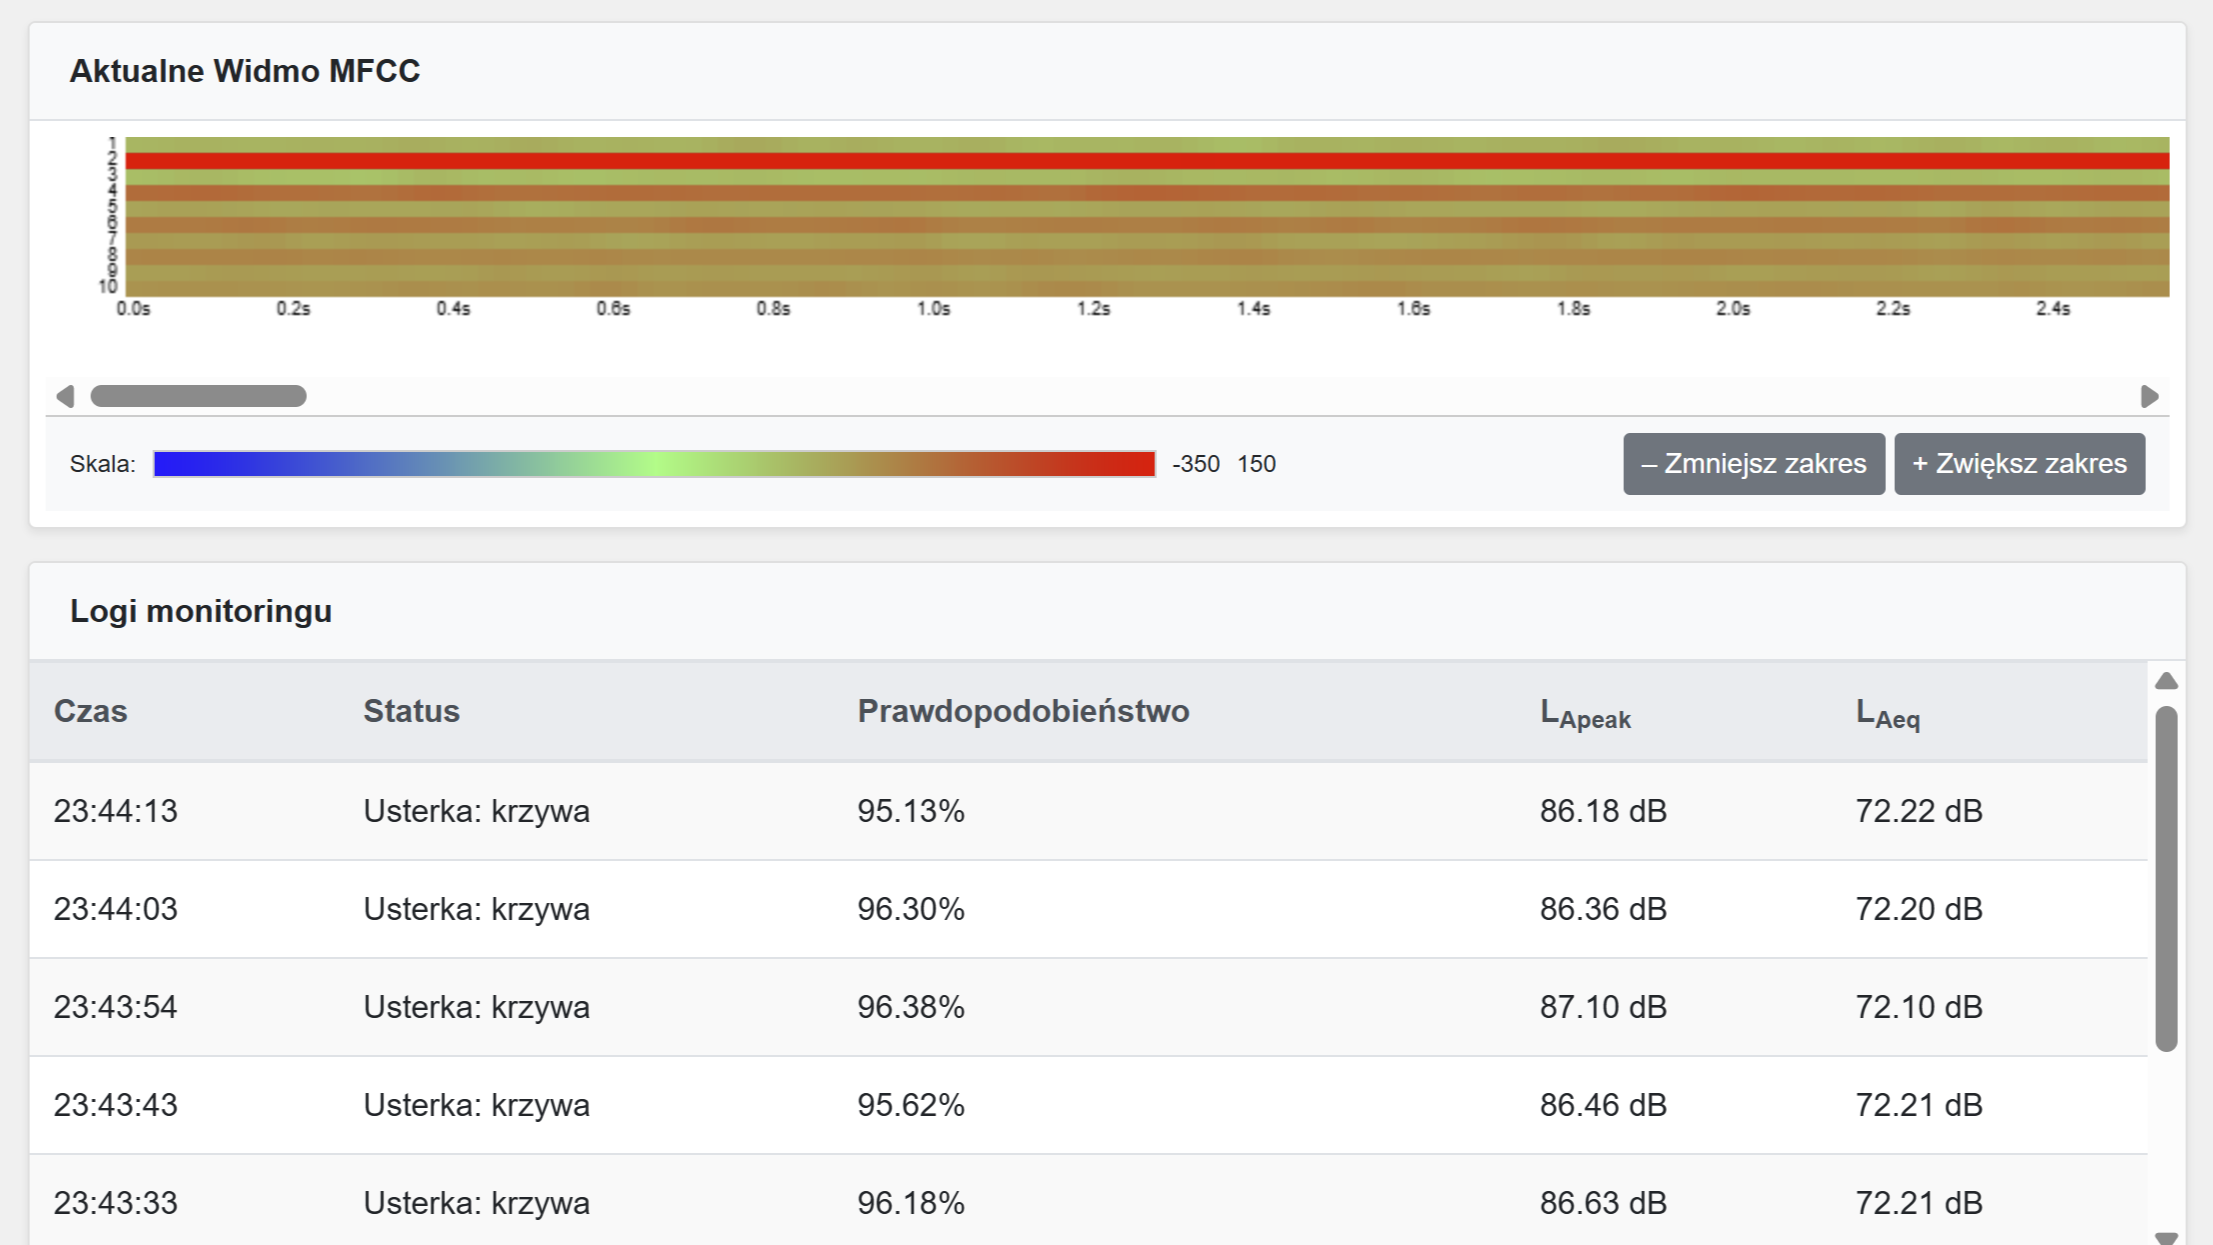 Aktualne Widmo MFCC
1
2
3
4
5
6
7
8
9
10
0.0s 0.2s 0.4s 0.6s 0.8s 1.0s 1.2s 1.4s 1.6s 1.8s 2.0s 2.2s 2.4s
Skala: -350 150 – Zmniejsz zakres + Zwiększ zakres
Logi monitoringu
Czas Status Prawdopodobieństwo LApeak LAeq
23:44:13 Usterka: krzywa 95.13% 86.18 dB 72.22 dB
23:44:03 Usterka: krzywa 96.30% 86.36 dB 72.20 dB
23:43:54 Usterka: krzywa 96.38% 87.10 dB 72.10 dB
23:43:43 Usterka: krzywa 95.62% 86.46 dB 72.21 dB
23:43:33 Usterka: krzywa 96.18% 86.63 dB 72.21 dB